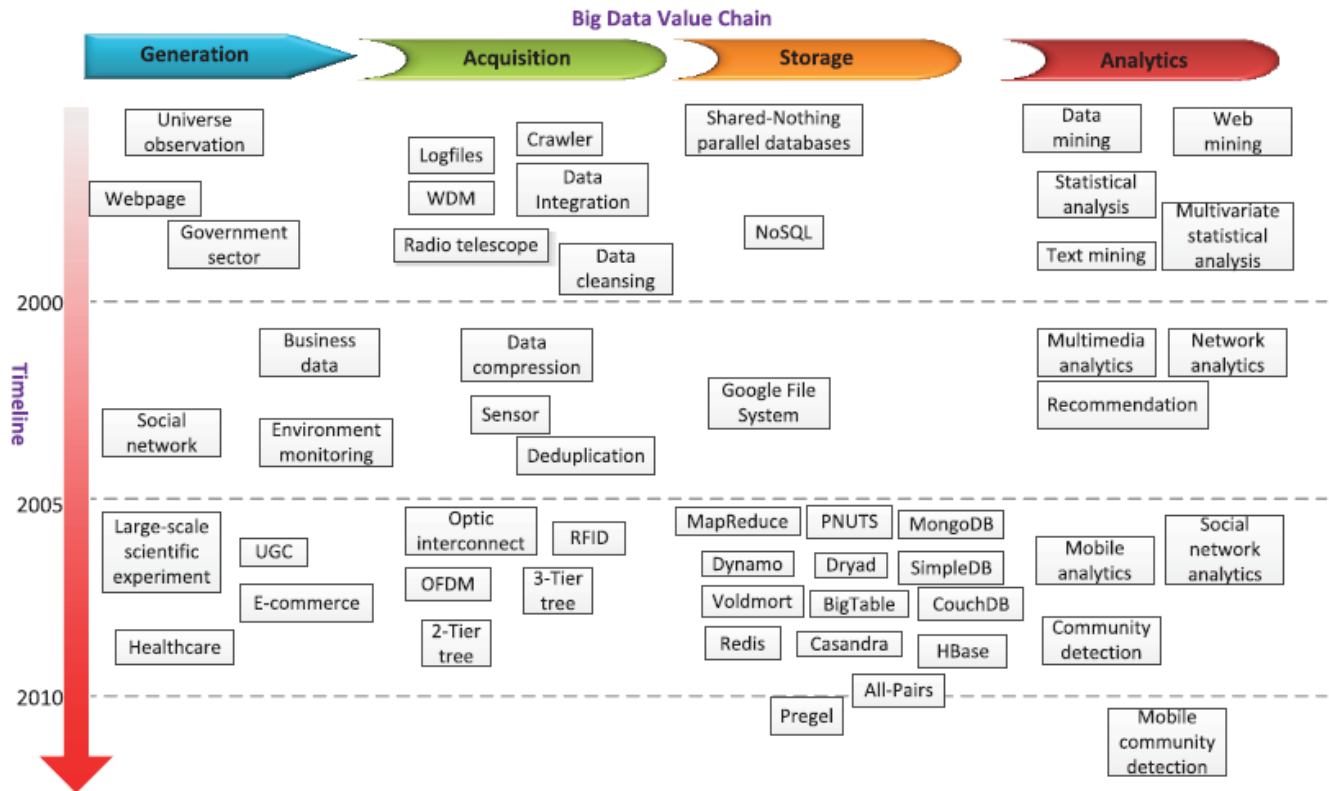 Big Data Value Chain
Generation
Acquisition
Storage
Analytics
Timeline
Universe
observation
Webpage
Government
sector
Logfiles
Crawler
WDM
Data
Integration
Radio telescope
Data
cleansing
Shared-Nothing
parallel databases
NoSQL
Data
mining
Web
mining
Statistical
analysis
Multivariate
statistical
analysis
Text mining
2000
Business
data
Social
network
Environment
monitoring
Data
compression
Sensor
Deduplication
Google File
System
Multimedia
analytics
Network
analytics
Recommendation
2005
Large-scale
scientific
experiment
UGC
E-commerce
Healthcare
Optic
interconnect
RFID
OFDM
3-Tier
tree
2-Tier
tree
MapReduce
PNUTS
MongoDB
Dynamo
Dryad
SimpleDB
Voldmort
BigTable
CouchDB
Redis
Casandra
HBase
Mobile
analytics
Social
network
analytics
Community
detection
2010
All-Pairs
Pregel
Mobile
community
detection